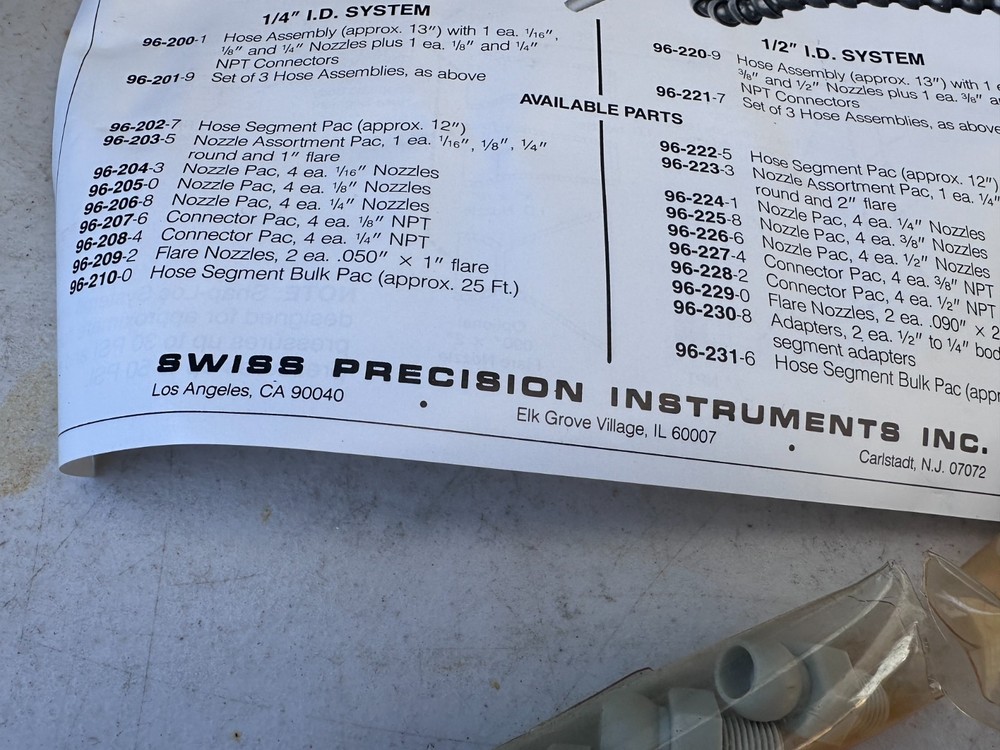 1/4" I.D. SYSTEM
96-200-1 Hose Assembly (approx. 13") with 1 ea. 1/16",
1/8" and 1/4" Nozzles plus 1 ea. 1/8" and 1/4"
NPT Connectors
96-201-9 Set of 3 Hose Assemblies, as above
1/2" I.D. SYSTEM
96-220-9 Hose Assembly (approx. 13") with 1
3/8" and 1/2" Nozzles plus 1 ea. 3/8"
NPT Connectors
96-221-7 Set of 3 Hose Assemblies, as above
AVAILABLE PARTS
96-202-7 Hose Segment Pac (approx. 12")
96-203-5 Nozzle Assortment Pac, 1 ea. 1/16", 1/8", 1/4"
round and 1" flare
96-204-3 Nozzle Pac, 4 ea. 1/16" Nozzles
96-205-0 Nozzle Pac, 4 ea. 1/8" Nozzles
96-206-8 Nozzle Pac, 4 ea. 1/4" Nozzles
96-207-6 Connector Pac, 4 ea. 1/8" NPT
96-208-4 Connector Pac, 4 ea. 1/4" NPT
96-209-2 Flare Nozzles, 2 ea. .050" × 1" flare
96-210-0 Hose Segment Bulk Pac (approx. 25 Ft.)
96-222-5 Hose Segment Pac (approx. 12")
96-223-3 Nozzle Assortment Pac, 1 ea. 1/4"
round and 2" flare
96-224-1 Nozzle Pac, 4 ea. 1/4" Nozzles
96-225-8 Nozzle Pac, 4 ea. 3/8" Nozzles
96-226-6 Nozzle Pac, 4 ea. 1/2" Nozzles
96-227-4 Connector Pac, 4 ea. 3/8" NPT
96-228-2 Connector Pac, 4 ea. 1/2" NPT
96-229-0 Flare Nozzles, 2 ea. .090" × 2
96-230-8 Adapters, 2 ea. 1/2" to 1/4" bod
segment adapters
96-231-6 Hose Segment Bulk Pac (appr
SWISS PRECISION INSTRUMENTS INC.
Los Angeles, CA 90040 • Elk Grove Village, IL 60007 • Carlstadt, N.J. 07072